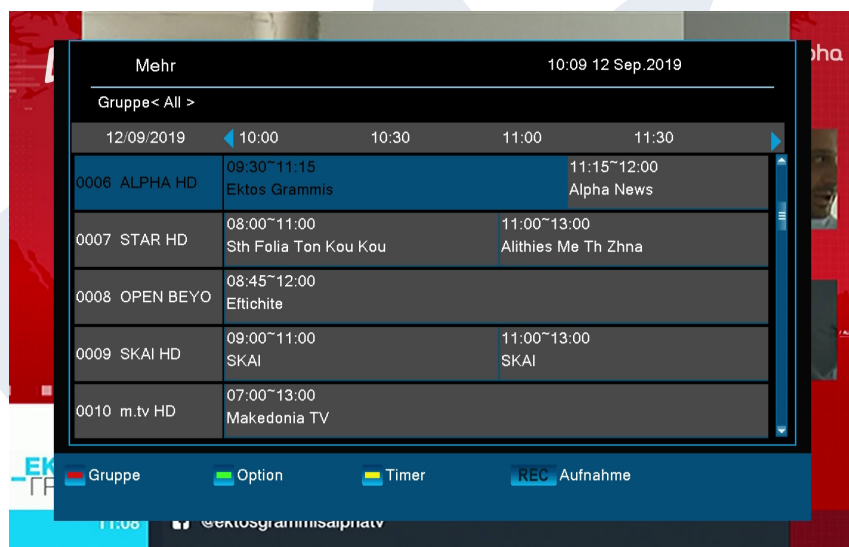 pha
Mehr
10:09 12 Sep.2019
Gruppe< All >
12/09/2019 10:00 10:30 11:00 11:30
0006 ALPHA HD
09:30~11:15
Ektos Grammis
11:15~12:00
Alpha News
0007 STAR HD
08:00~11:00
Sth Folia Ton Kou Kou
11:00~13:00
Alithies Me Th Zhna
0008 OPEN BEYO
08:45~12:00
Eftichite
0009 SKAI HD
09:00~11:00
SKAI
11:00~13:00
SKAI
0010 m.tv HD
07:00~13:00
Makedonia TV
_EK
ΓΡ
Gruppe Option Timer REC Aufnahme
11:08 @ektosgrammisalphatv